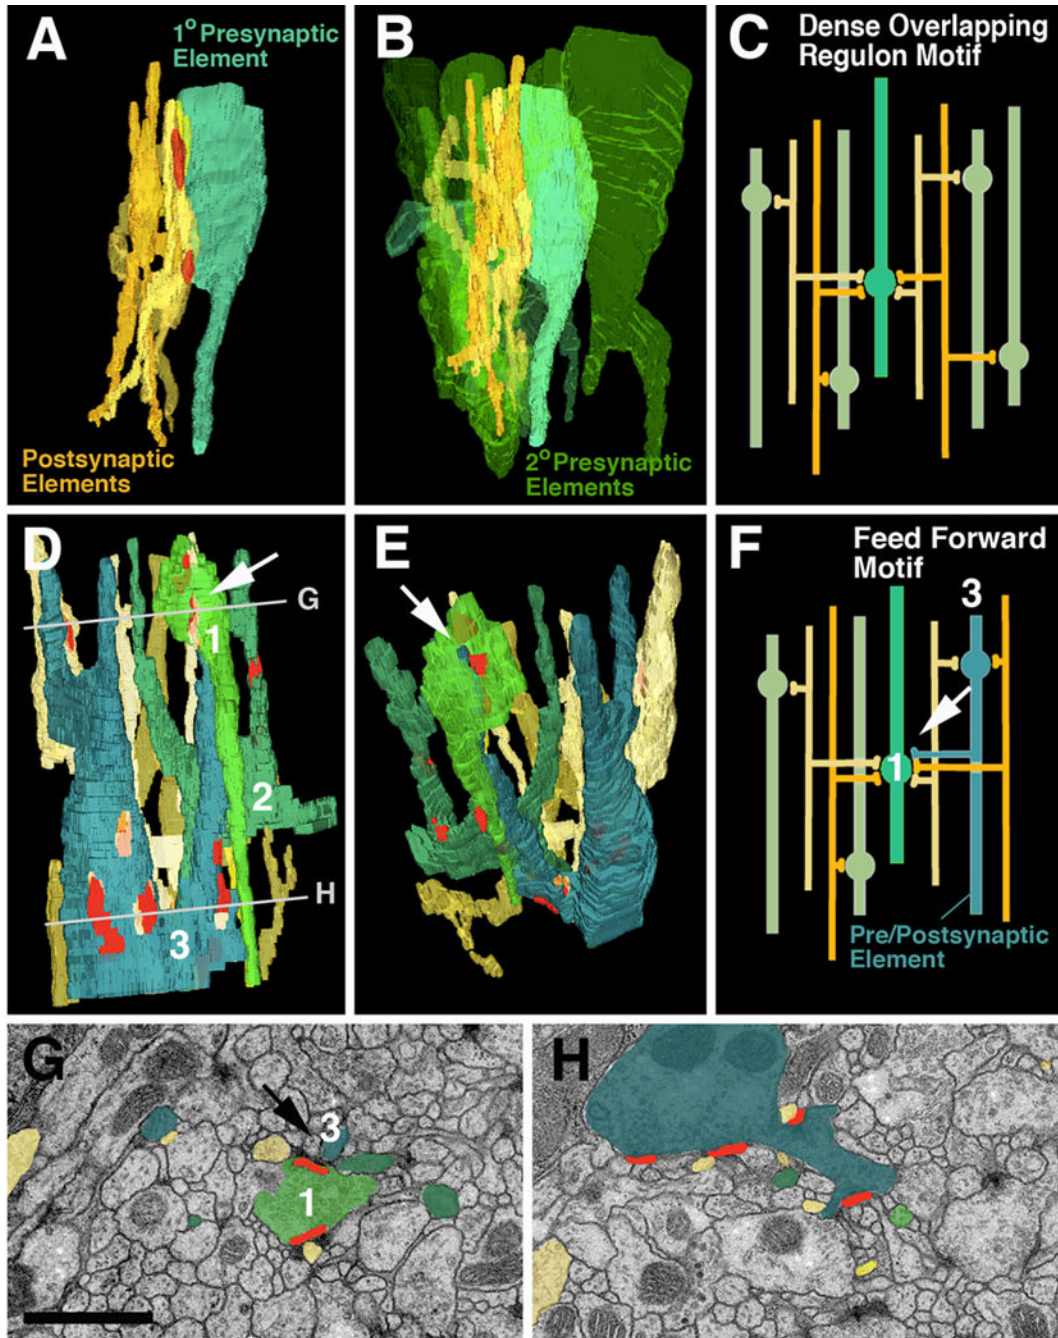 A
1° Presynaptic
Element
Postsynaptic
Elements
B
2° Presynaptic
Elements
C
Dense Overlapping
Regulon Motif
D
G
1
2
H
3
E
F
Feed Forward
Motif
3
1
Pre/Postsynaptic
Element
G
3
1
H